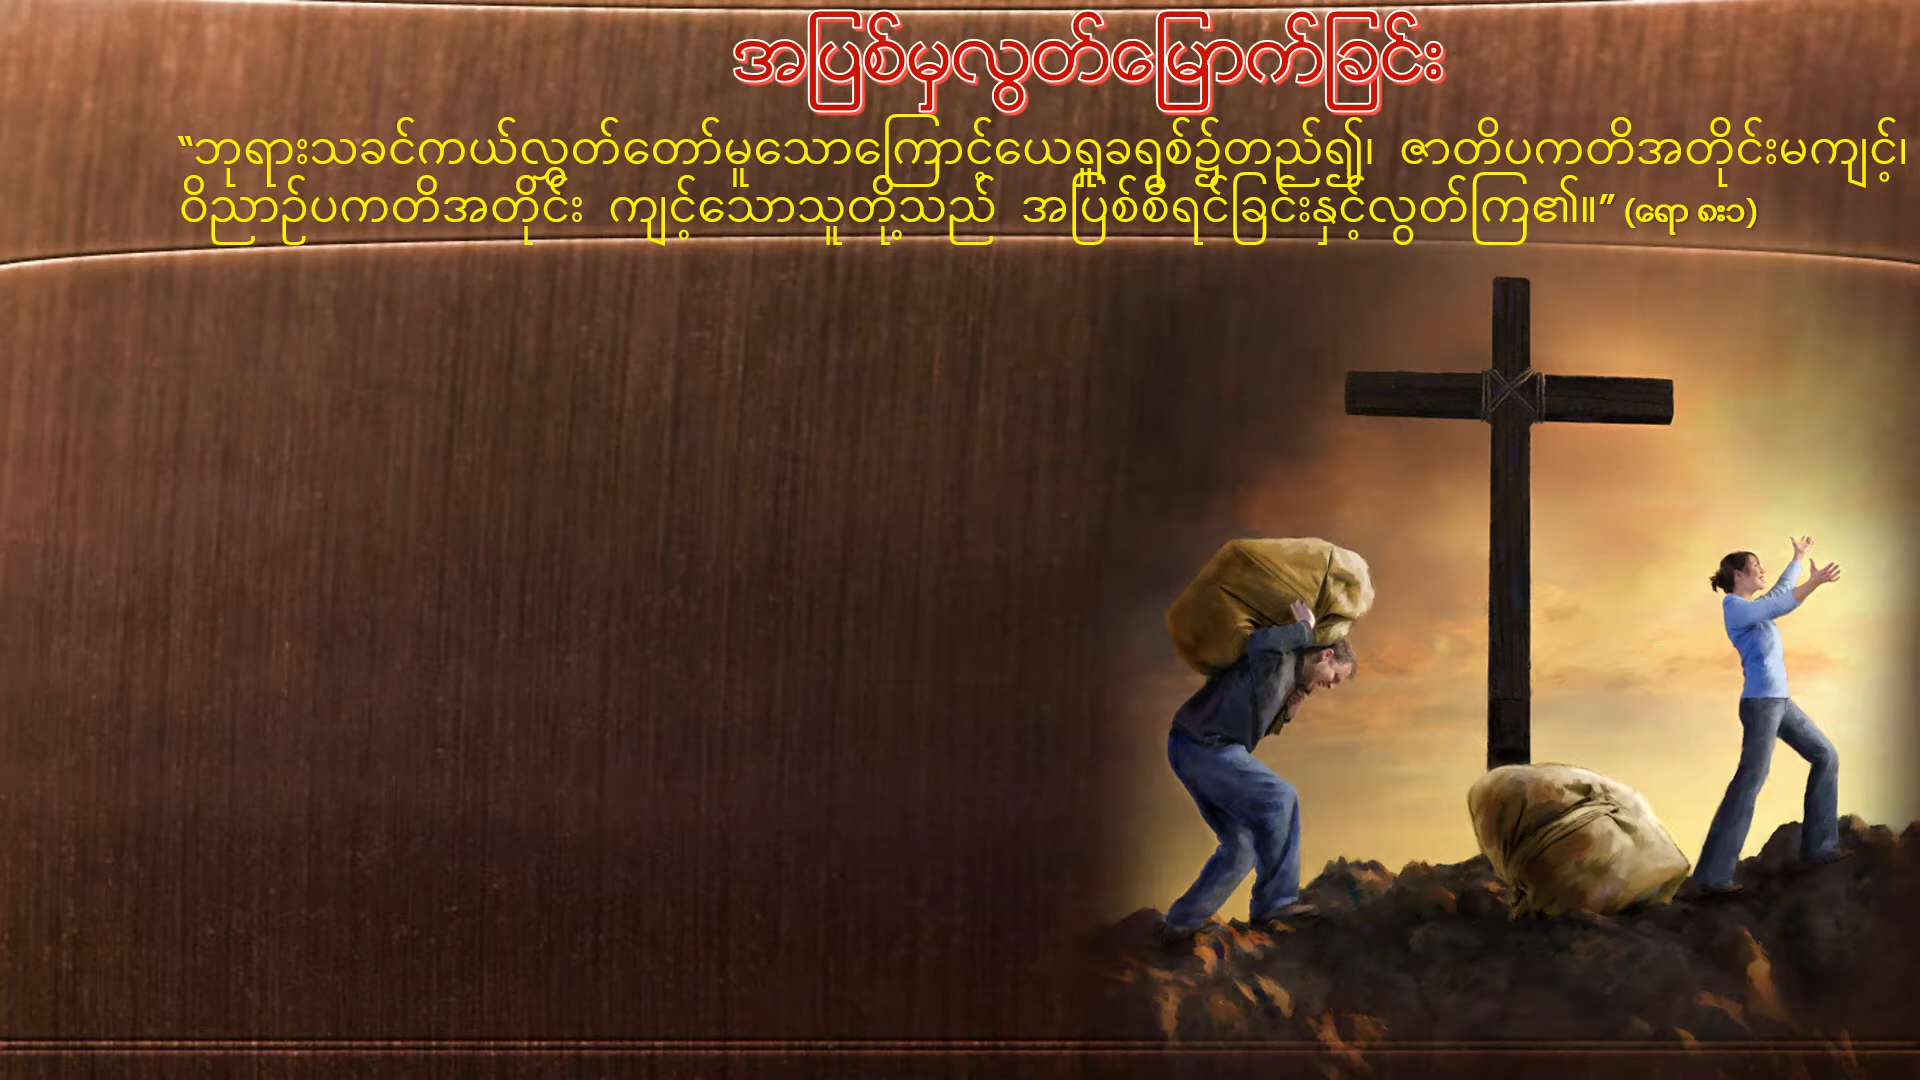 အပြစ်မှလွတ်မြောက်ခြင်း
“ဘုရားသခင်ကယ်လွှတ်တော်မူသောကြောင့်ယေရှုခရစ်၌တည်၍၊ ဇာတိပကတိအတိုင်းမကျင့်၊
ဝိညာဉ်ပကတိအတိုင်း ကျင့်သောသူတို့သည် အပြစ်စီရင်ခြင်းနှင့်လွတ်ကြ၏။” (ရော ၈း၁)